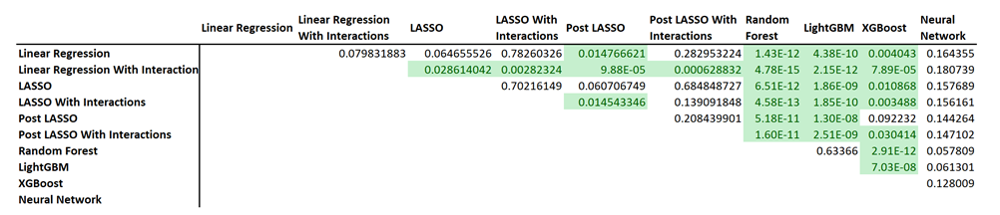 Linear Regression Linear Regression With Interactions LASSO LASSO With Interactions Post LASSO Post LASSO With Interactions Random Forest LightGBM XGBoost Neural Network
Linear Regression 0.079831883 0.064655526 0.78260326 0.014766621 0.282953224 1.43E-12 4.38E-10 0.004043 0.164355
Linear Regression With Interaction 0.028614042 0.00282324 9.88E-05 0.000628832 4.78E-15 2.15E-12 7.89E-05 0.180739
LASSO 0.70216149 0.060706749 0.684848727 6.51E-12 1.86E-09 0.010868 0.157689
LASSO With Interactions 0.014543346 0.139091848 4.58E-13 1.85E-10 0.003488 0.156161
Post LASSO 0.208439901 5.18E-11 1.30E-08 0.092232 0.144264
Post LASSO With Interactions 1.60E-11 2.51E-09 0.030414 0.147102
Random Forest 0.63366 2.91E-12 0.057809
LightGBM 7.03E-08 0.061301
XGBoost 0.128009
Neural Network